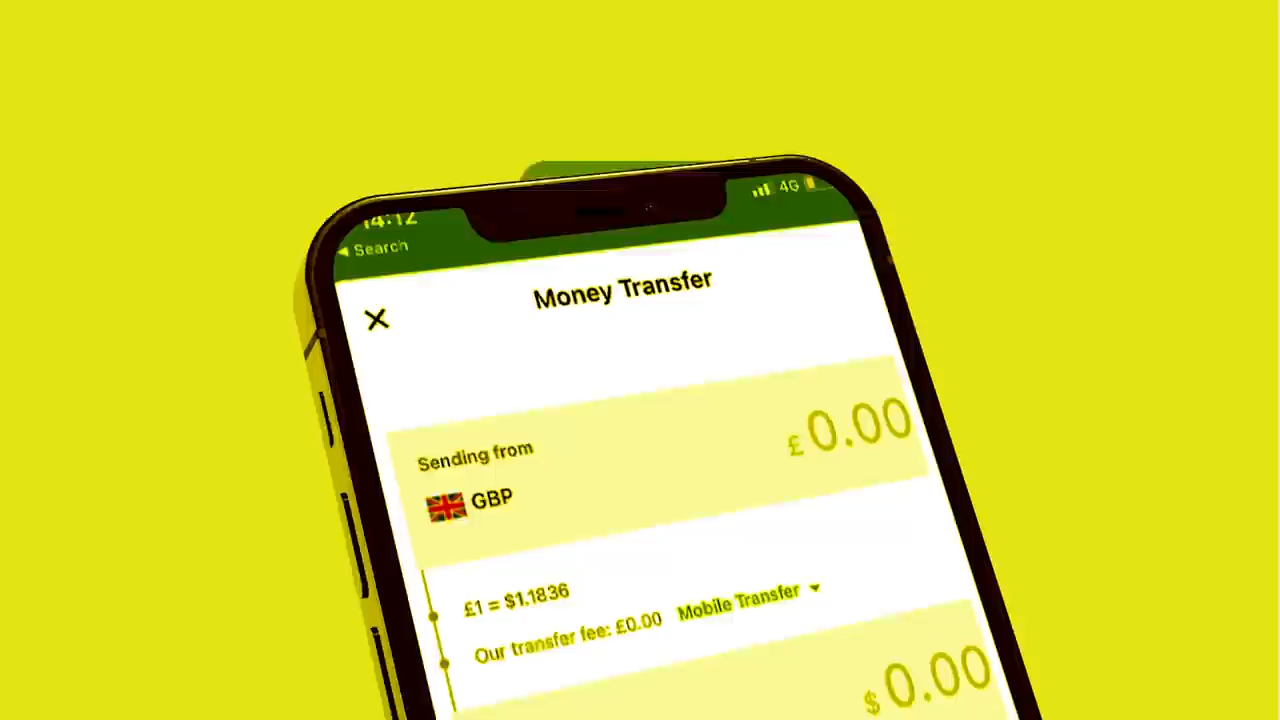 14:12
4G
◀ Search
Money Transfer
£ 0.00
Sending from
GBP
£1 = $1.1836
Our transfer fee: £0.00 Mobile Transfer
$ 0.00